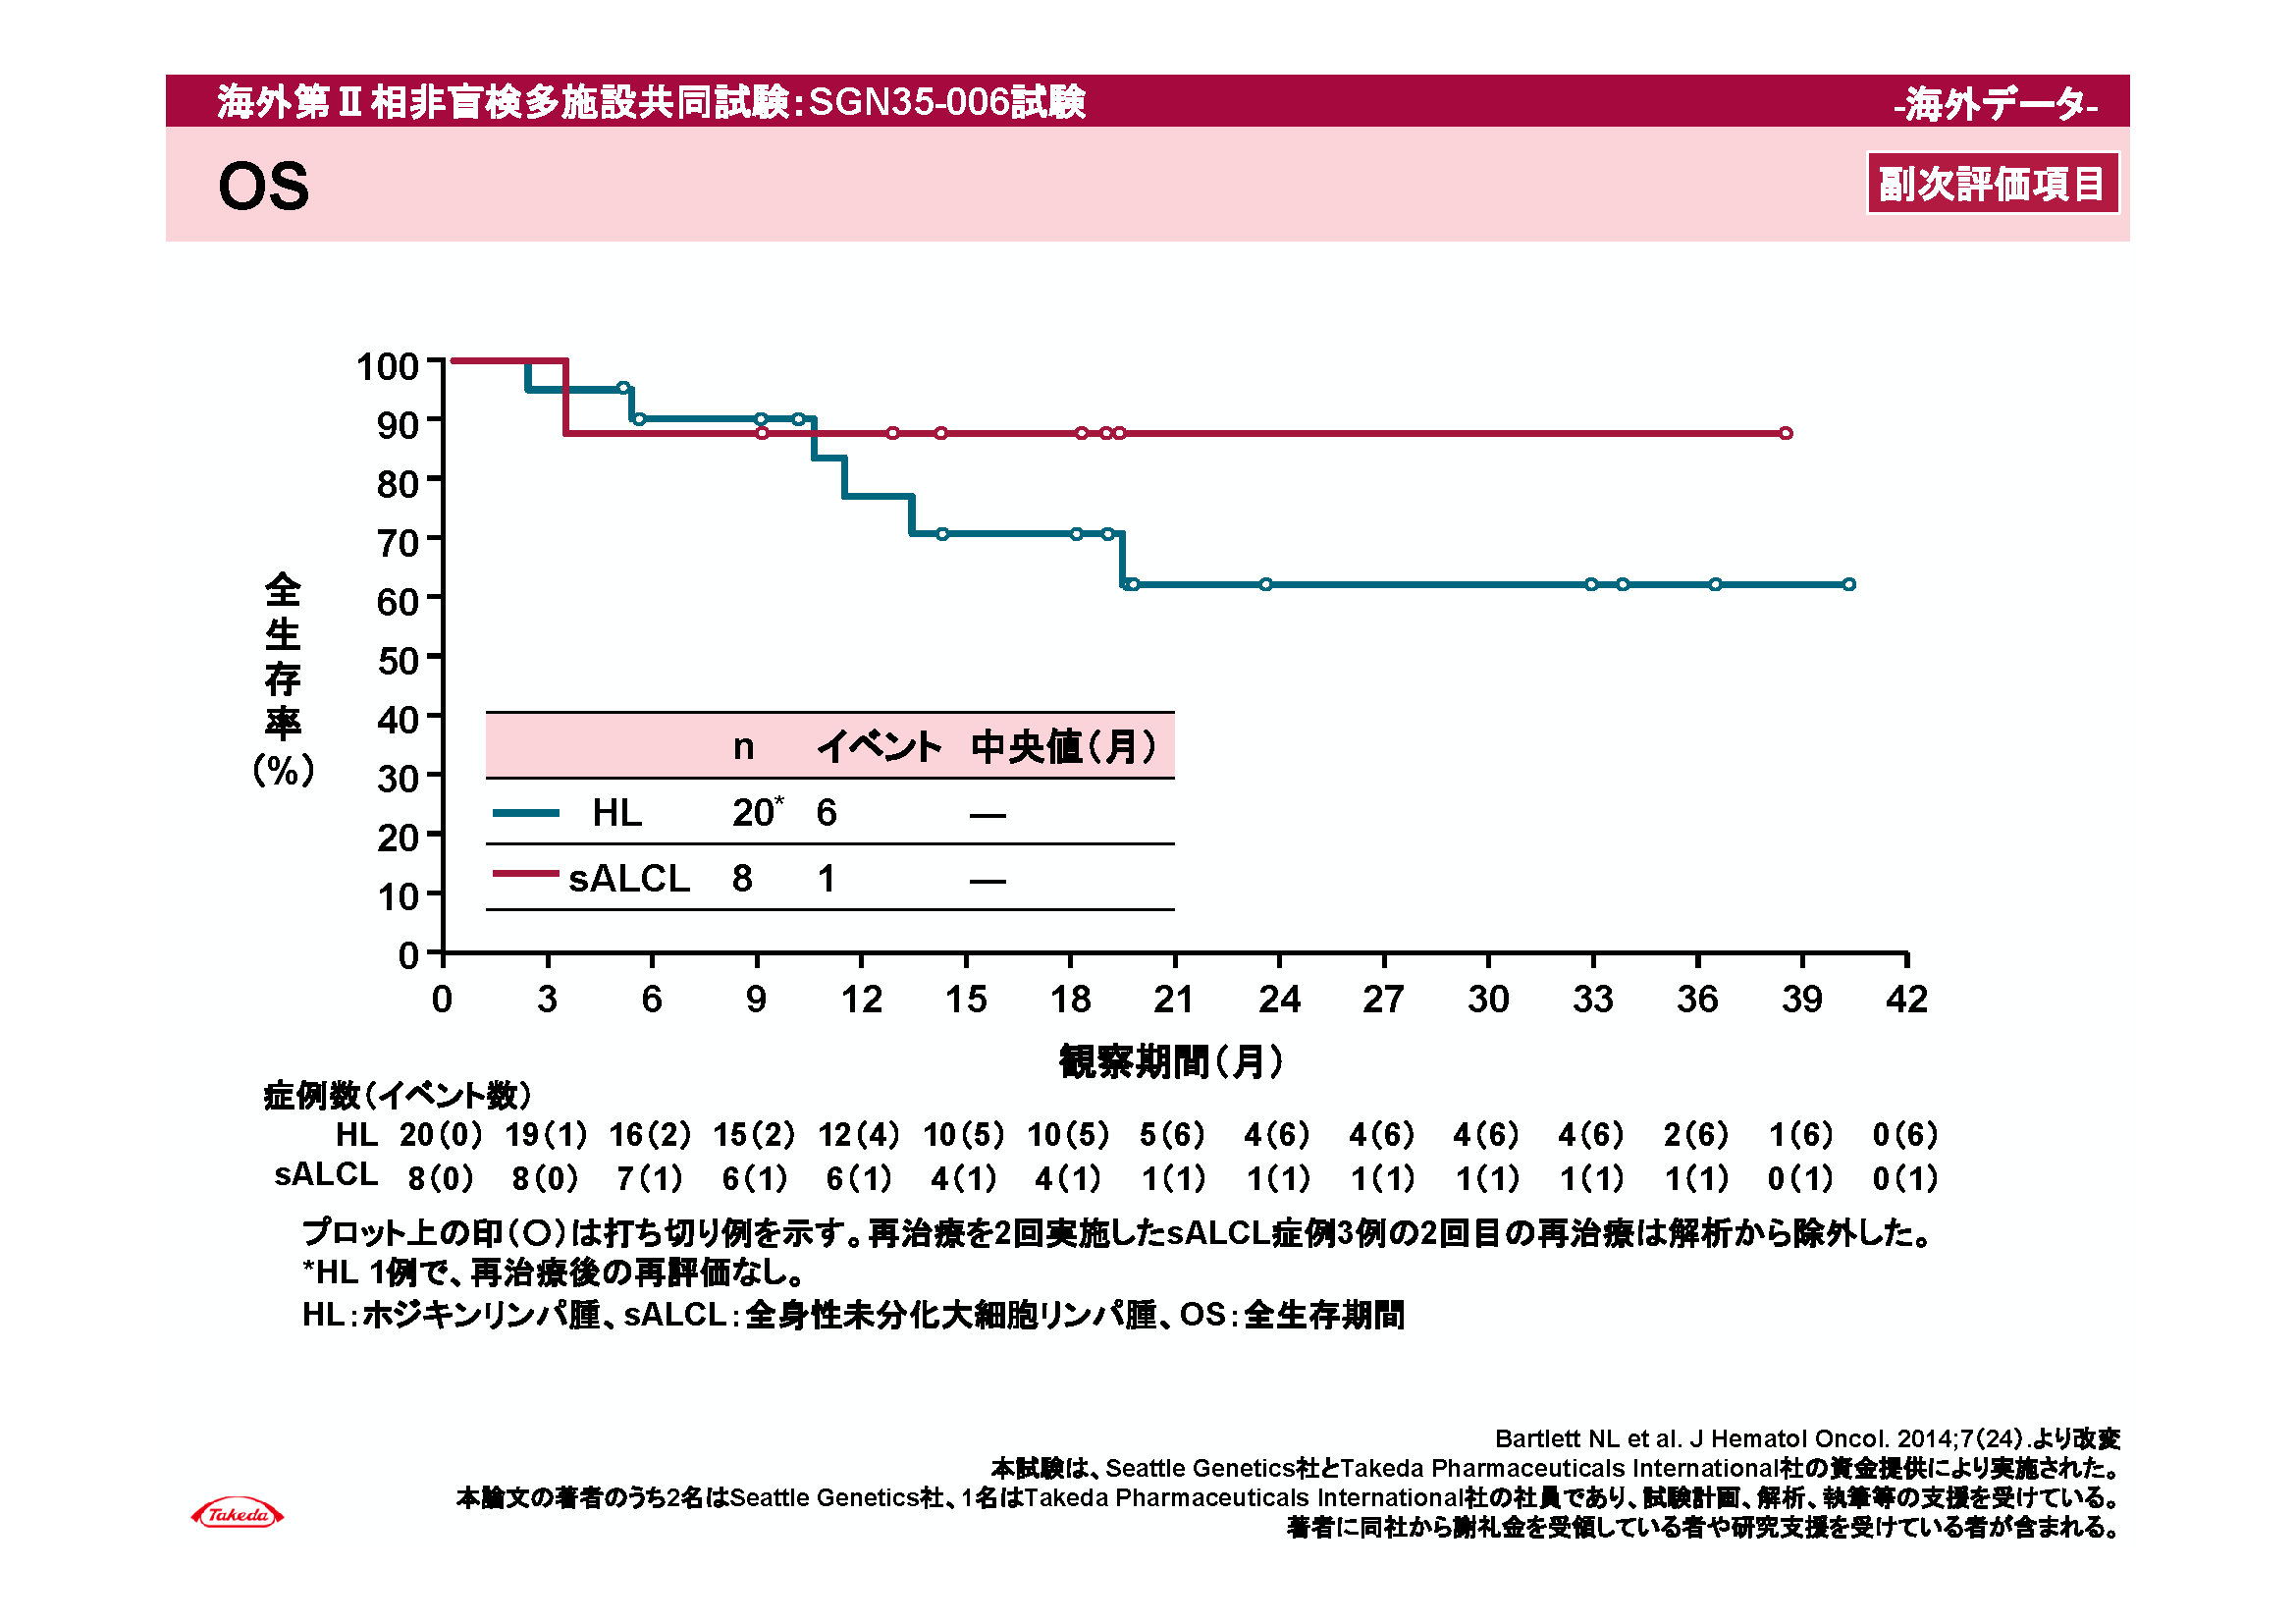 海外第Ⅱ相非盲検多施設共同試験：SGN35-006試験
-海外データ-
OS
副次評価項目
100
90
80
70
60
50
40
30
20
10
0
全生存率（%）
n イベント 中央値（月）
HL 20* 6 —
sALCL 8 1 —
0 3 6 9 12 15 18 21 24 27 30 33 36 39 42
観察期間（月）
症例数（イベント数）
HL 20（0） 19（1） 16（2） 15（2） 12（4） 10（5） 10（5） 5（6） 4（6） 4（6） 4（6） 4（6） 2（6） 1（6） 0（6）
sALCL 8（0） 8（0） 7（1） 6（1） 6（1） 4（1） 4（1） 1（1） 1（1） 1（1） 1（1） 1（1） 1（1） 0（1） 0（1）
プロット上の印（〇）は打ち切り例を示す。再治療を2回実施したsALCL症例3例の2回目の再治療は解析から除外した。
*HL 1例で、再治療後の再評価なし。
HL：ホジキンリンパ腫、sALCL：全身性未分化大細胞リンパ腫、OS：全生存期間
Bartlett NL et al. J Hematol Oncol. 2014;7（24）.より改変
本試験は、Seattle Genetics社とTakeda Pharmaceuticals International社の資金提供により実施された。
本論文の著者のうち2名はSeattle Genetics社、1名はTakeda Pharmaceuticals International社の社員であり、試験計画、解析、執筆等の支援を受けている。
著者に同社から謝礼金を受領している者や研究支援を受けている者が含まれる。
Takeda